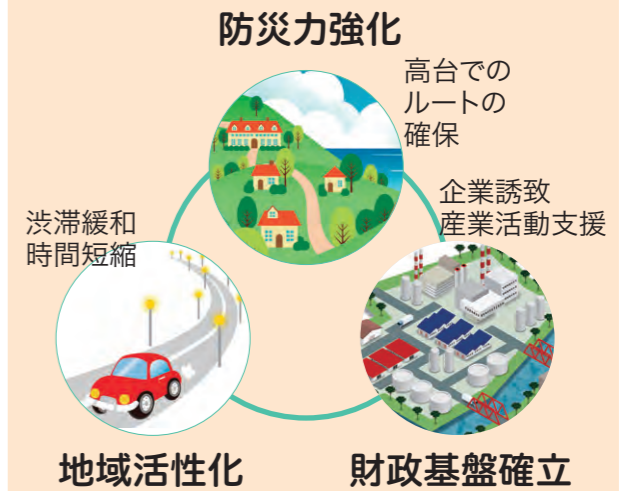 防災力強化
高台での
ルートの
確保
企業誘致
産業活動支援
渋滞緩和
時間短縮
地域活性化
財政基盤確立